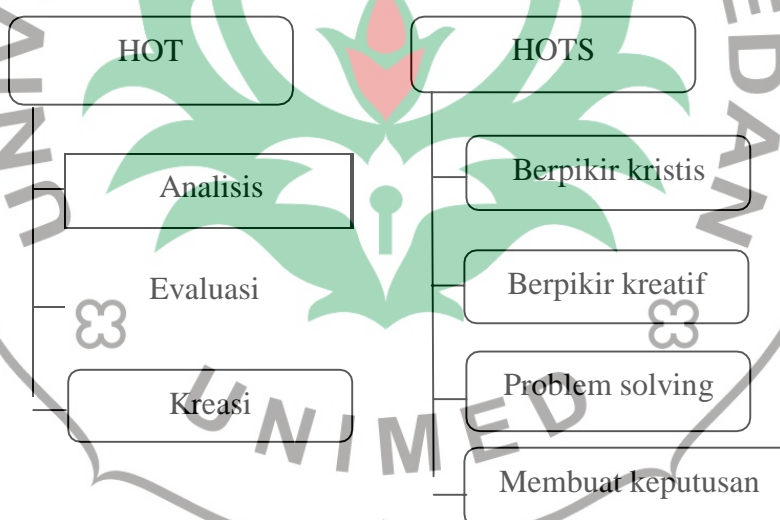 HOT
Analisis
Evaluasi
Kreasi
HOTS
Berpikir kristis
Berpikir kreatif
Problem solving
Membuat keputusan
UNIMED